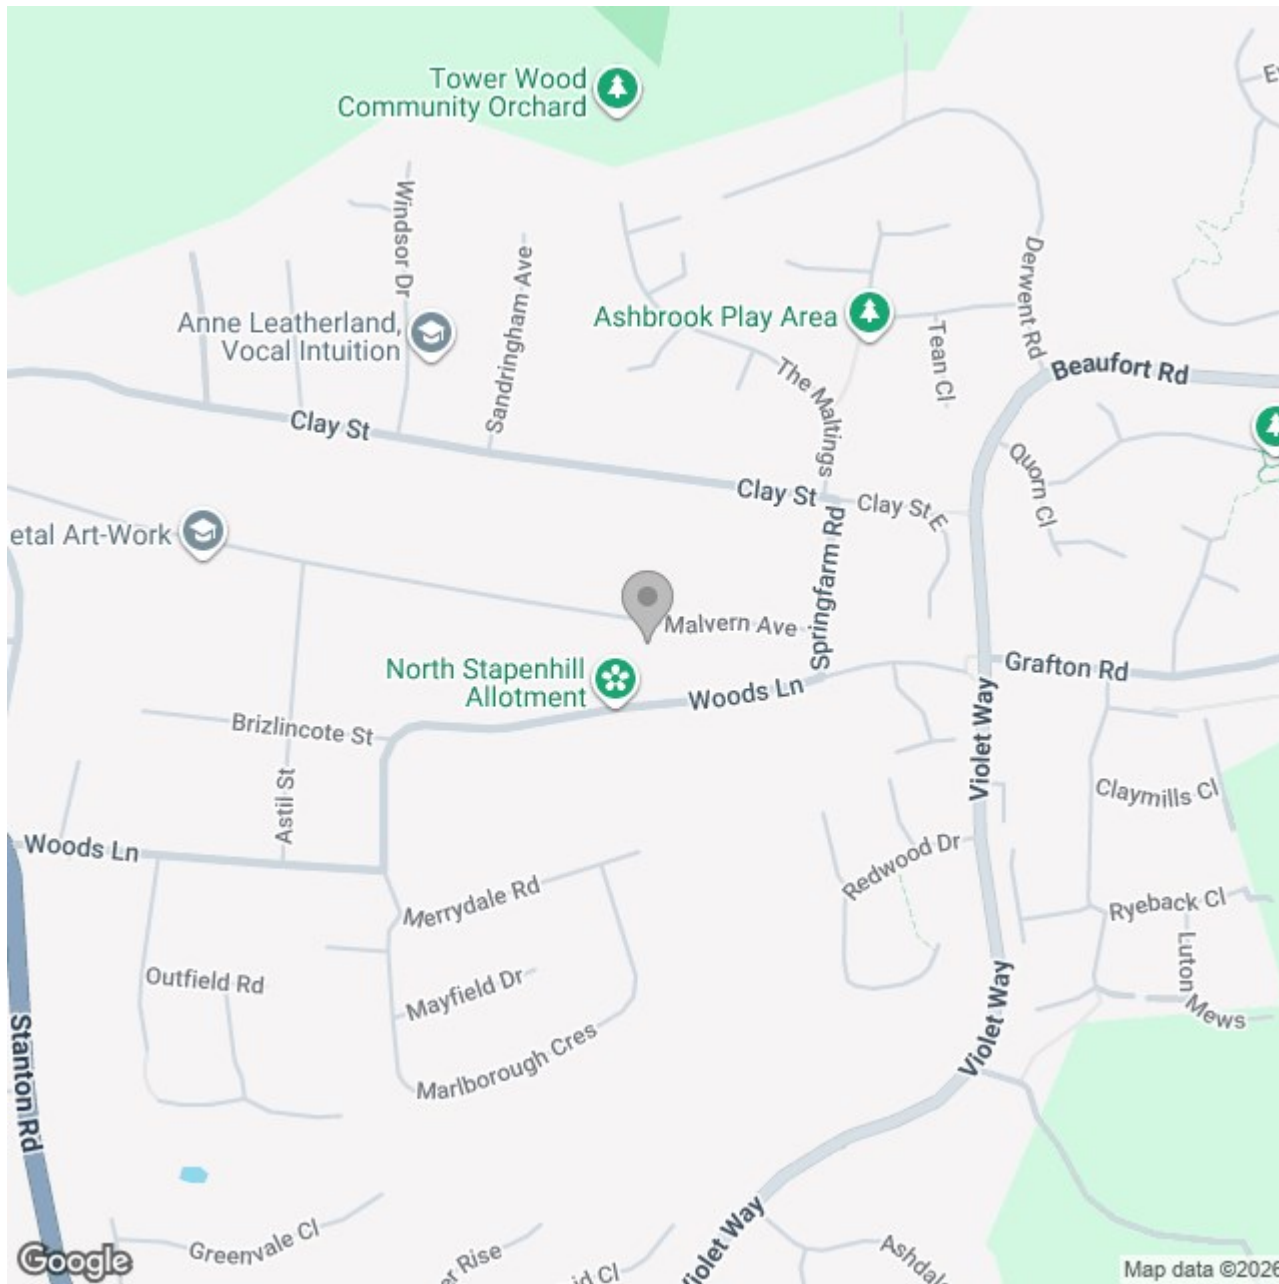 Tower Wood
Community Orchard
Windsor Dr
Sandringham Ave
Derwent Rd
Anne Leatherland,
Vocal Intuition
Ashbrook Play Area
Tean Cl
The Maltings
Beaufort Rd
Clay St
Clay St
Clay St E
Quorn Cl
etal Art-Work
Springfarm Rd
Malvern Ave
North Stapenhill
Allotment
Woods Ln
Grafton Rd
Brizlincote St
Violet Way
Astil St
Claymills Cl
Woods Ln
Redwood Dr
Merrydale Rd
Ryeback Cl
Luton
Mews
Outfield Rd
Mayfield Dr
Violet Way
Stanton Rd
Marlborough Cres
Greenvale Cl
er Rise
id Cl
Violet Way
Ashdal
Google
Map data ©2026